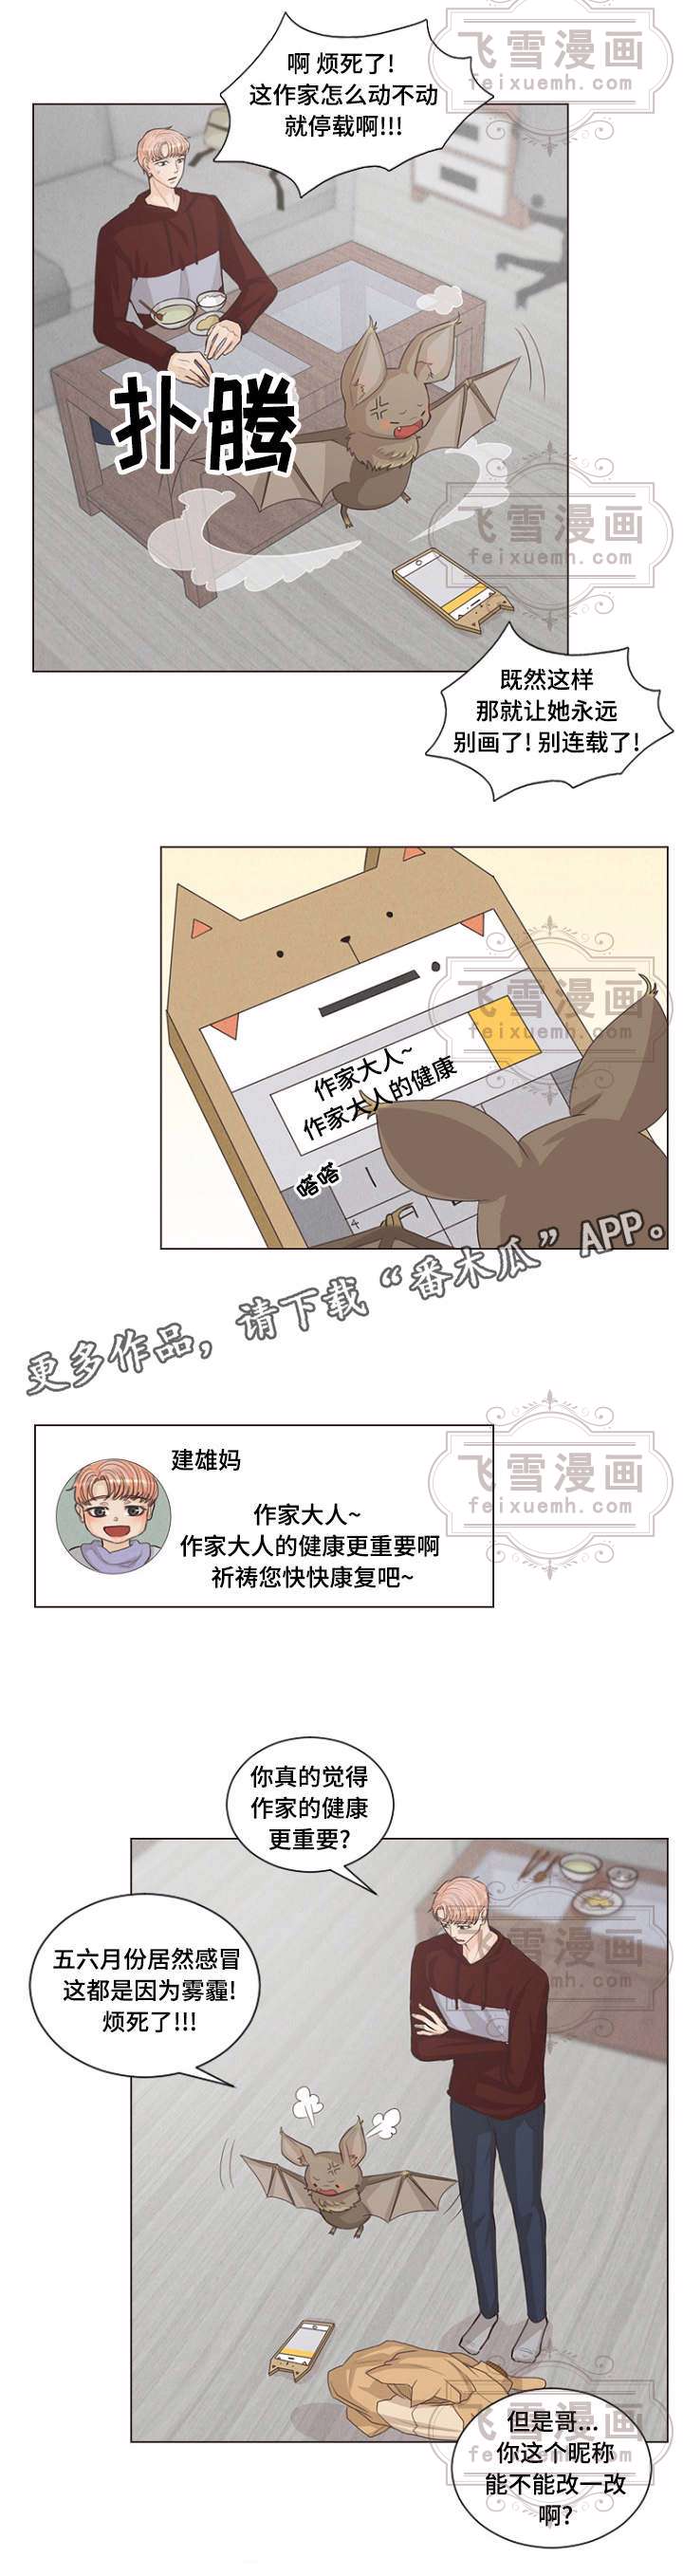 飞雪漫画
feixuemh.com
啊 烦死了!
这作家怎么动不动
就停载啊!!!
扑腾
飞雪漫画
feixuemh.com
既然这样
那就让她永远
别画了! 别连载了!
飞雪漫画
feixuemh.com
作家大人~
作家大人的健康
嗒嗒
1
4
更多作品，请下载“番木瓜”APP。
飞雪漫画
feixuemh.com
建雄妈
作家大人~
作家大人的健康更重要啊
祈祷您快快康复吧~
你真的觉得
作家的健康
更重要?
飞雪漫画
feixuemh.com
五六月份居然感冒
这都是因为雾霾!
烦死了!!!
飞雪漫画
feixuemh.com
但是哥...
你这个昵称
能不能改一改
啊?